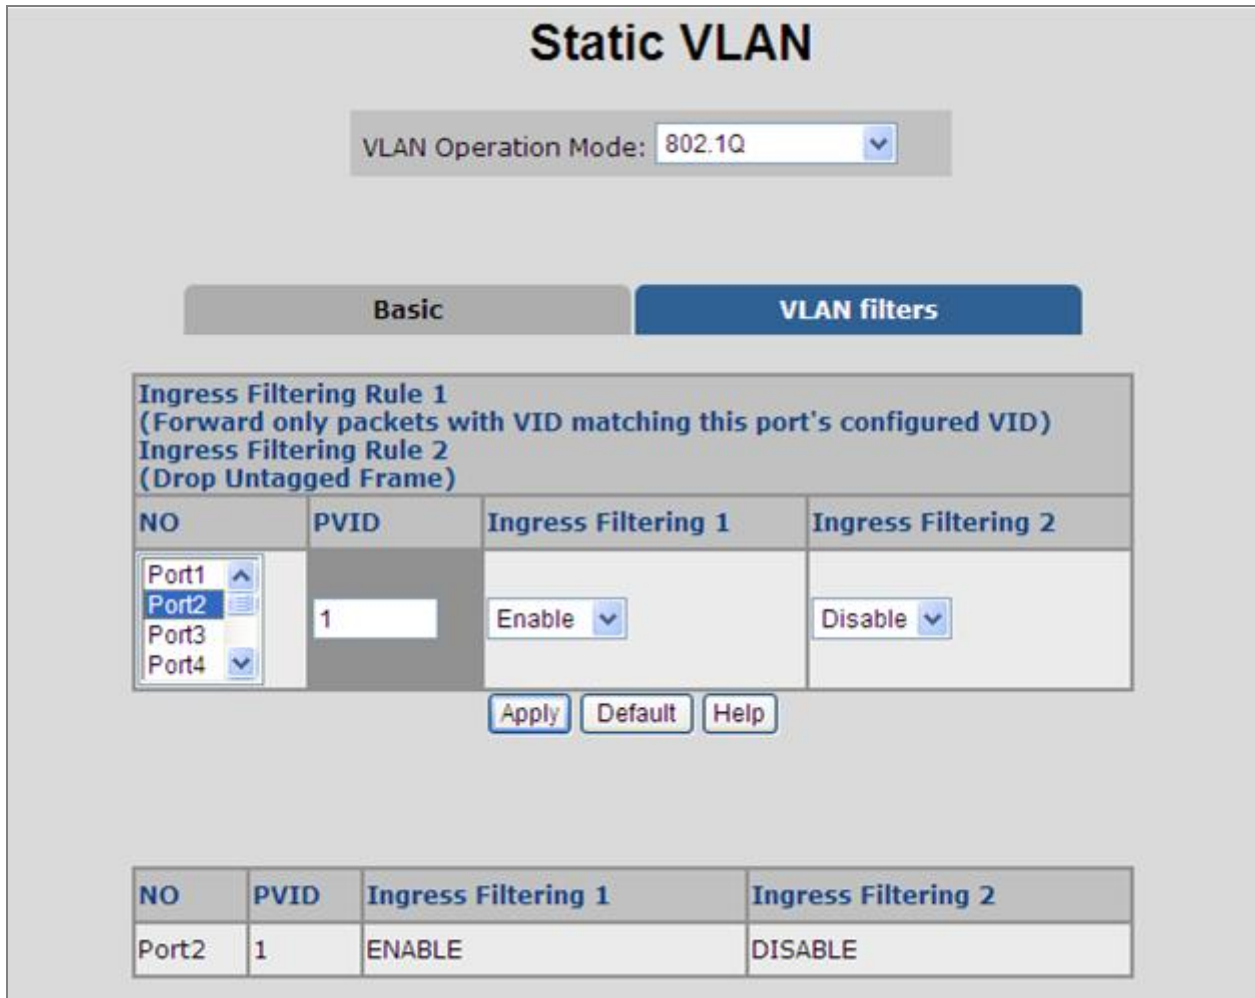 Static VLAN
VLAN Operation Mode: 802.1Q
Basic VLAN filters
Ingress Filtering Rule 1
(Forward only packets with VID matching this port's configured VID)
Ingress Filtering Rule 2
(Drop Untagged Frame)
NO PVID Ingress Filtering 1 Ingress Filtering 2
Port1
Port2
Port3
Port4
1 Enable Disable
Apply Default Help
NO PVID Ingress Filtering 1 Ingress Filtering 2
Port2 1 ENABLE DISABLE